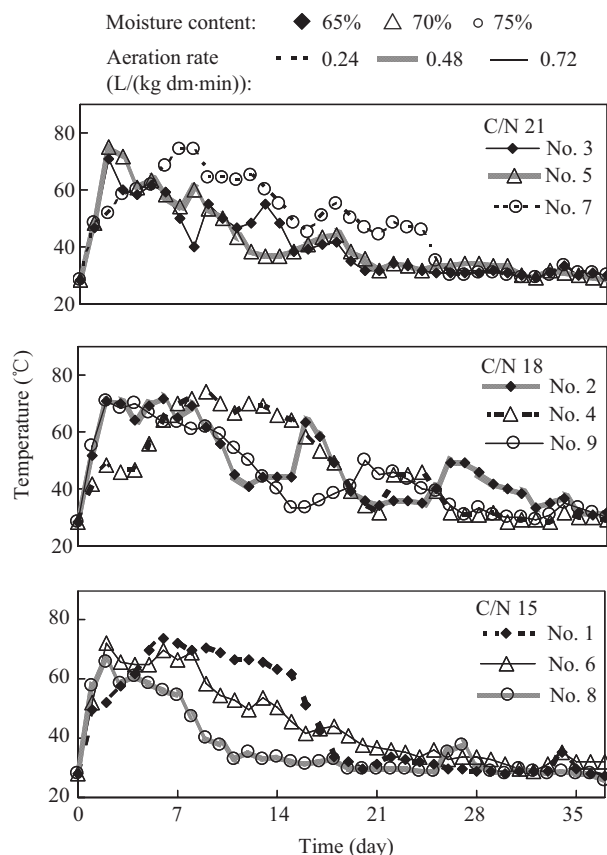 Moisture content: 65% 70% 75%
Aeration rate 0.24 0.48 0.72
(L/(kg dm·min)):
C/N 21
No. 3
No. 5
No. 7
80
60
40
20
C/N 18
No. 2
No. 4
No. 9
80
60
40
20
Temperature (℃)
C/N 15
No. 1
No. 6
No. 8
80
60
40
20
0 7 14 21 28 35
Time (day)